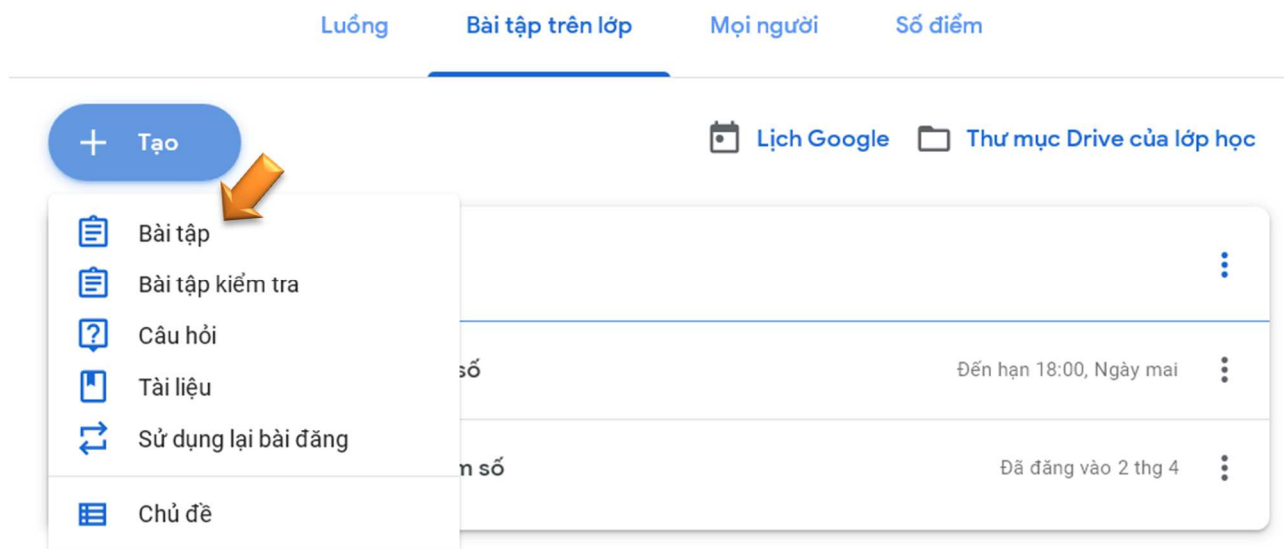 Luồng Bài tập trên lớp Mọi người Số điểm
Tạo Lịch Google Thư mục Drive của lớp học
Bài tập
Bài tập kiểm tra
Câu hỏi
số Đến hạn 18:00, Ngày mai
Tài liệu
Sử dụng lại bài đăng
m số Đã đăng vào 2 thg 4
Chủ đề